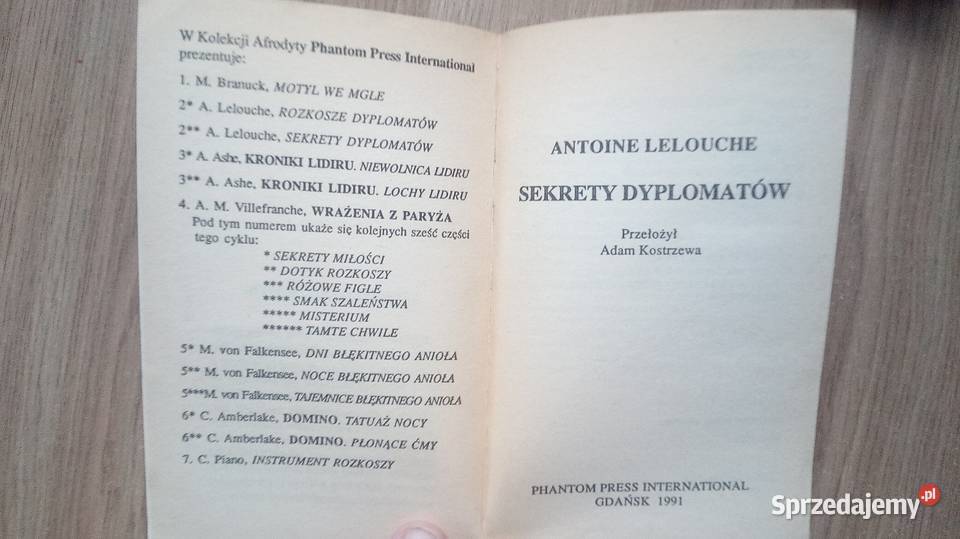 W Kolekcji Afrodyty Phantom Press International
prezentuje:
1. M. Branuck, MOTYL WE MGLE
2* A. Lelouche, ROZKOSZE DYPLOMATÓW
2** A. Lelouche, SEKRETY DYPLOMATÓW
3* A. Ashe, KRONIKI LIDIRU. NIEWOLNICA LIDIRU
3** A. Ashe, KRONIKI LIDIRU. LOCHY LIDIRU
4. A. M. Villefranche, WRAŻENIA Z PARYŻA
Pod tym numerem ukaże się kolejnych sześć części
tego cyklu:
* SEKRETY MIŁOŚCI
** DOTYK ROZKOSZY
*** RÓŻOWE FIGLE
**** SMAK SZALEŃSTWA
***** MISTERIUM
****** TAMTE CHWILE
5* M. von Falkensee, DNI BŁĘKITNEGO ANIOŁA
5** M. von Falkensee, NOCE BŁĘKITNEGO ANIOŁA
5***M. von Falkensee, TAJEMNICE BŁĘKITNEGO ANIOŁA
6* C. Amberlake, DOMINO. TATUAŻ NOCY
6** C. Amberlake, DOMINO. PŁONĄCE ĆMY
7. C. Piano, INSTRUMENT ROZKOSZY
ANTOINE LELOUCHE
SEKRETY DYPLOMATÓW
Przełożył
Adam Kostrzewa
PHANTOM PRESS INTERNATIONAL
GDAŃSK 1991
Sprzedajemy.pl